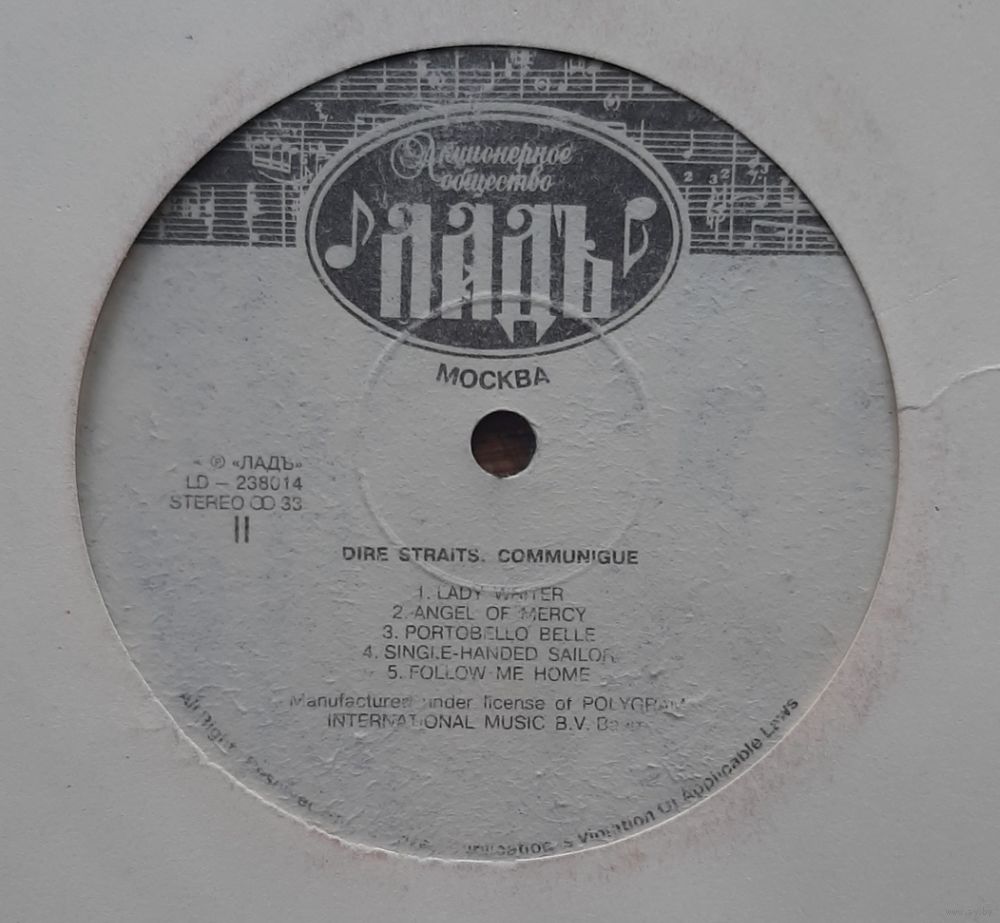 Акционерное
общество
ЛАДЪ
МОСКВА
℗ «ЛАДЪ»
LD – 238014
STEREO 33
II
DIRE STRAITS. COMMUNIGUE
1. LADY WRITER
2. ANGEL OF MERCY
3. PORTOBELLO BELLE
4. SINGLE-HANDED SAILOR
5. FOLLOW ME HOME
Manufactured under license of POLYGRAM
INTERNATIONAL MUSIC B.V.
All Right Violation Of Applicable Laws